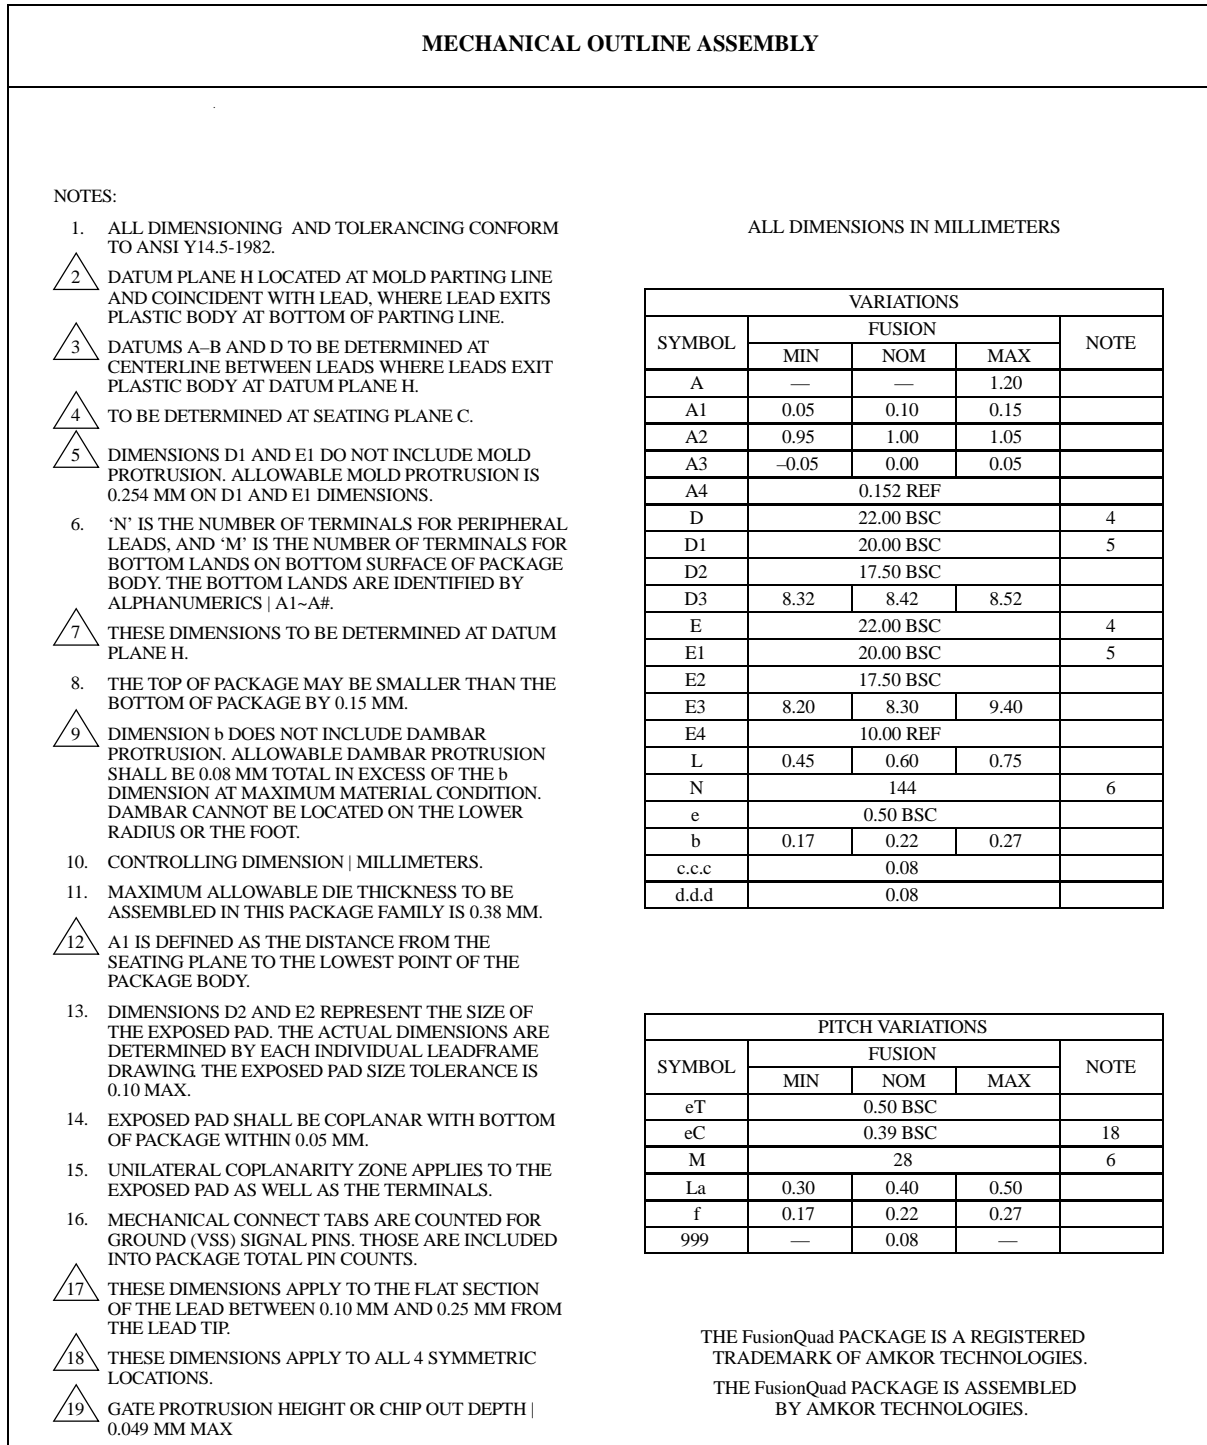 MECHANICAL OUTLINE ASSEMBLY
NOTES:
1. ALL DIMENSIONING AND TOLERANCING CONFORM
TO ANSI Y14.5-1982.
2 DATUM PLANE H LOCATED AT MOLD PARTING LINE
AND COINCIDENT WITH LEAD, WHERE LEAD EXITS
PLASTIC BODY AT BOTTOM OF PARTING LINE.
3 DATUMS A–B AND D TO BE DETERMINED AT
CENTERLINE BETWEEN LEADS WHERE LEADS EXIT
PLASTIC BODY AT DATUM PLANE H.
4 TO BE DETERMINED AT SEATING PLANE C.
5 DIMENSIONS D1 AND E1 DO NOT INCLUDE MOLD
PROTRUSION. ALLOWABLE MOLD PROTRUSION IS
0.254 MM ON D1 AND E1 DIMENSIONS.
6. ‘N’ IS THE NUMBER OF TERMINALS FOR PERIPHERAL
LEADS, AND ‘M’ IS THE NUMBER OF TERMINALS FOR
BOTTOM LANDS ON BOTTOM SURFACE OF PACKAGE
BODY. THE BOTTOM LANDS ARE IDENTIFIED BY
ALPHANUMERICS | A1~A#.
7 THESE DIMENSIONS TO BE DETERMINED AT DATUM
PLANE H.
8. THE TOP OF PACKAGE MAY BE SMALLER THAN THE
BOTTOM OF PACKAGE BY 0.15 MM.
9 DIMENSION b DOES NOT INCLUDE DAMBAR
PROTRUSION. ALLOWABLE DAMBAR PROTRUSION
SHALL BE 0.08 MM TOTAL IN EXCESS OF THE b
DIMENSION AT MAXIMUM MATERIAL CONDITION.
DAMBAR CANNOT BE LOCATED ON THE LOWER
RADIUS OR THE FOOT.
10. CONTROLLING DIMENSION | MILLIMETERS.
11. MAXIMUM ALLOWABLE DIE THICKNESS TO BE
ASSEMBLED IN THIS PACKAGE FAMILY IS 0.38 MM.
12 A1 IS DEFINED AS THE DISTANCE FROM THE
SEATING PLANE TO THE LOWEST POINT OF THE
PACKAGE BODY.
13. DIMENSIONS D2 AND E2 REPRESENT THE SIZE OF
THE EXPOSED PAD. THE ACTUAL DIMENSIONS ARE
DETERMINED BY EACH INDIVIDUAL LEADFRAME
DRAWING. THE EXPOSED PAD SIZE TOLERANCE IS
0.10 MAX.
14. EXPOSED PAD SHALL BE COPLANAR WITH BOTTOM
OF PACKAGE WITHIN 0.05 MM.
15. UNILATERAL COPLANARITY ZONE APPLIES TO THE
EXPOSED PAD AS WELL AS THE TERMINALS.
16. MECHANICAL CONNECT TABS ARE COUNTED FOR
GROUND (VSS) SIGNAL PINS. THOSE ARE INCLUDED
INTO PACKAGE TOTAL PIN COUNTS.
17 THESE DIMENSIONS APPLY TO THE FLAT SECTION
OF THE LEAD BETWEEN 0.10 MM AND 0.25 MM FROM
THE LEAD TIP.
18 THESE DIMENSIONS APPLY TO ALL 4 SYMMETRIC
LOCATIONS.
19 GATE PROTRUSION HEIGHT OR CHIP OUT DEPTH |
0.049 MM MAX
ALL DIMENSIONS IN MILLIMETERS
VARIATIONS
SYMBOL FUSION NOTE
MIN NOM MAX
A — — 1.20
A1 0.05 0.10 0.15
A2 0.95 1.00 1.05
A3 –0.05 0.00 0.05
A4 0.152 REF
D 22.00 BSC 4
D1 20.00 BSC 5
D2 17.50 BSC
D3 8.32 8.42 8.52
E 22.00 BSC 4
E1 20.00 BSC 5
E2 17.50 BSC
E3 8.20 8.30 9.40
E4 10.00 REF
L 0.45 0.60 0.75
N 144 6
e 0.50 BSC
b 0.17 0.22 0.27
c.c.c 0.08
d.d.d 0.08
PITCH VARIATIONS
SYMBOL FUSION NOTE
MIN NOM MAX
eT 0.50 BSC
eC 0.39 BSC 18
M 28 6
La 0.30 0.40 0.50
f 0.17 0.22 0.27
999 — 0.08 —
THE FusionQuad PACKAGE IS A REGISTERED
TRADEMARK OF AMKOR TECHNOLOGIES.
THE FusionQuad PACKAGE IS ASSEMBLED
BY AMKOR TECHNOLOGIES.